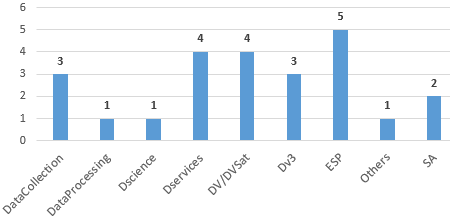 6
5
4
3
2
1
0
3
1
1
4
4
3
5
1
2
DataCollection
DataProcessing
Dscience
Dservices
DV/DVSat
Dv3
ESP
Others
SA